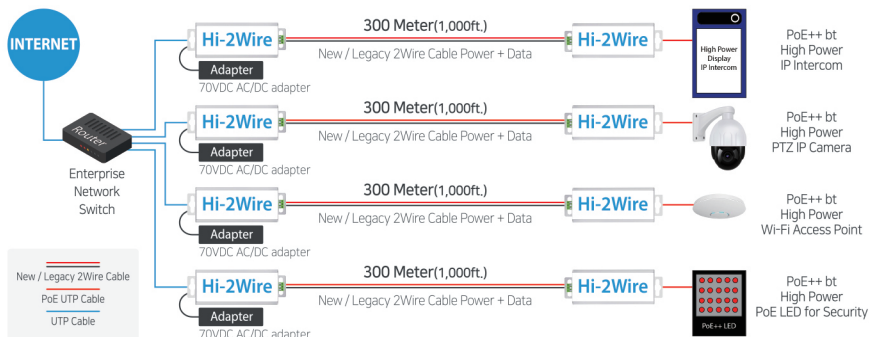 INTERNET
Router
Enterprise
Network
Switch
Hi-2Wire
300 Meter(1,000ft.)
New / Legacy 2Wire Cable Power + Data
Hi-2Wire
Adapter
70VDC AC/DC adapter
High Power
Display
IP Intercom
PoE++ bt
High Power
IP Intercom
Hi-2Wire
300 Meter(1,000ft.)
New / Legacy 2Wire Cable Power + Data
Hi-2Wire
Adapter
70VDC AC/DC adapter
PoE++ bt
High Power
PTZ IP Camera
Hi-2Wire
300 Meter(1,000ft.)
New / Legacy 2Wire Cable Power + Data
Hi-2Wire
Adapter
70VDC AC/DC adapter
PoE++ bt
High Power
Wi-Fi Access Point
Hi-2Wire
300 Meter(1,000ft.)
New / Legacy 2Wire Cable Power + Data
Hi-2Wire
Adapter
70VDC AC/DC adapter
PoE++ LED
PoE++ bt
High Power
PoE LED for Security
New / Legacy 2Wire Cable
PoE UTP Cable
UTP Cable